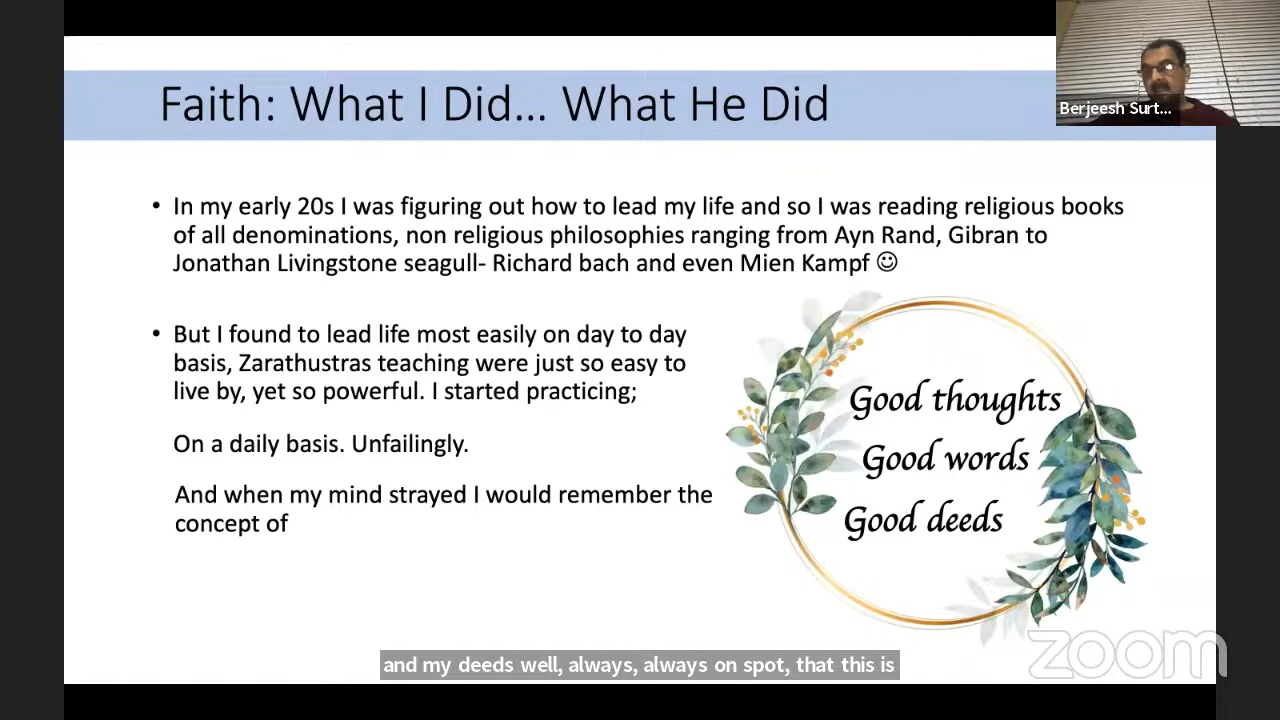 Faith: What I Did... What He Did
Berjeesh Surt...
• In my early 20s I was figuring out how to lead my life and so I was reading religious books
of all denominations, non religious philosophies ranging from Ayn Rand, Gibran to
Jonathan Livingstone seagull- Richard bach and even Mien Kampf ☺
• But I found to lead life most easily on day to day
basis, Zarathustras teaching were just so easy to
live by, yet so powerful. I started practicing;
On a daily basis. Unfailingly.
And when my mind strayed I would remember the
concept of
Good thoughts
Good words
Good deeds
and my deeds well, always, always on spot, that this is
zoom